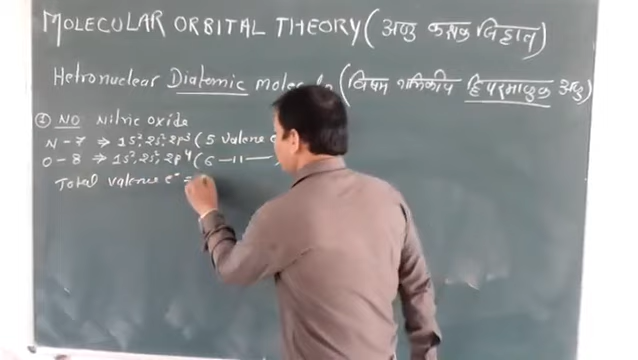 MOLECULAR ORBITAL THEORY (अणु कक्षक सिद्धांत)
Hetronuclear Diatomic molecule (विषम नाभिकीय द्विपरमाणुक अणु)
① NO Nitric oxide
N-7 ⇒ 1s², 2s², 2p³ (5 valence e
O-8 ⇒ 1s², 2s², 2p⁴ (6 —11—
Total valence e⁻ =